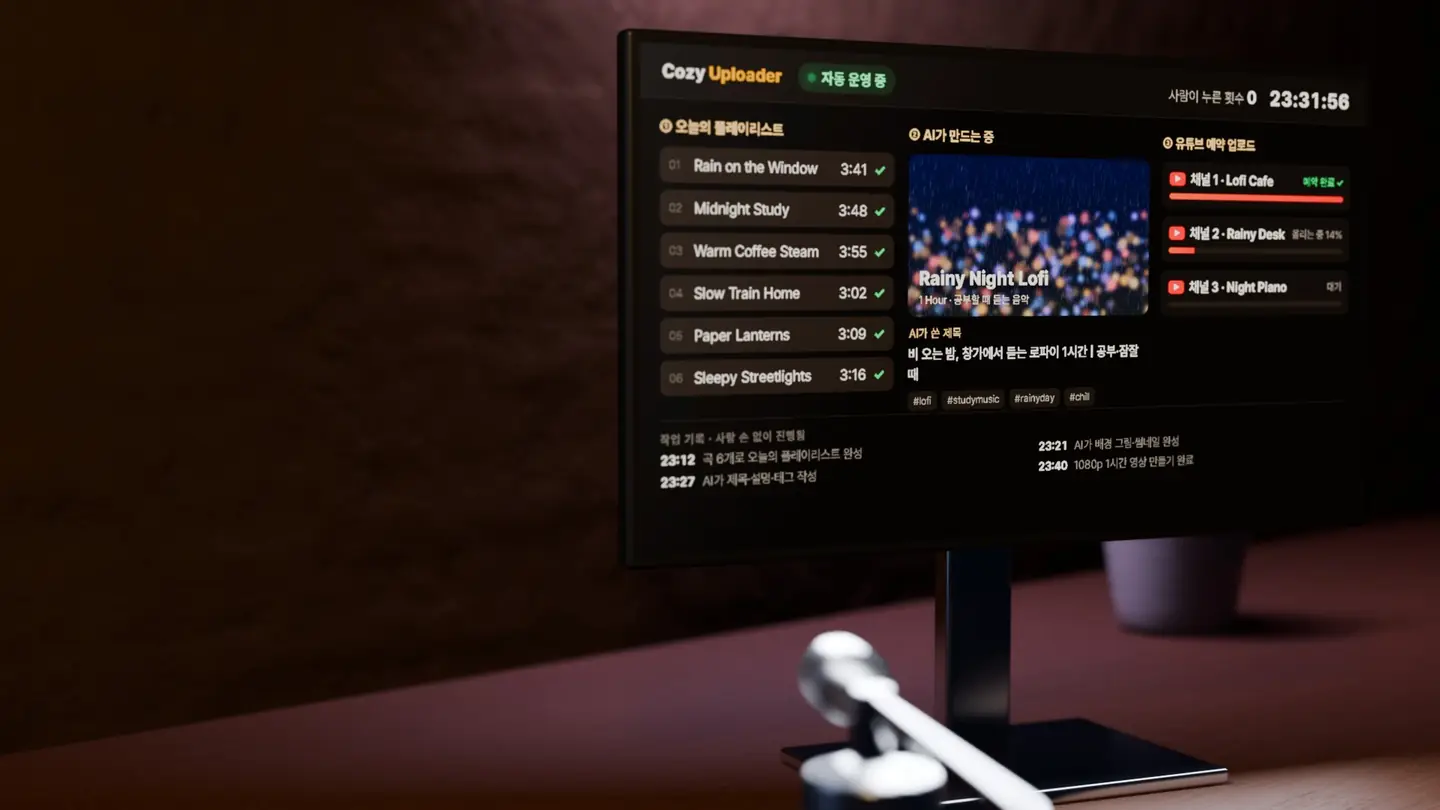 Cozy Uploader
자동 운영 중
사람이 누른 횟수 0 23:31:56
① 오늘의 플레이리스트
01 Rain on the Window 3:41 ✓
02 Midnight Study 3:48 ✓
03 Warm Coffee Steam 3:55 ✓
04 Slow Train Home 3:02 ✓
05 Paper Lanterns 3:09 ✓
06 Sleepy Streetlights 3:16 ✓
② AI가 만드는 중
Rainy Night Lofi
1 Hour · 공부할 때 듣는 음악
AI가 쓴 제목
비 오는 밤, 창가에서 듣는 로파이 1시간 | 공부·잠잘
때
#lofi #studymusic #rainyday #chill
③ 유튜브 예약 업로드
채널 1 · Lofi Cafe 예약 완료 ✓
채널 2 · Rainy Desk 올리는 중 14%
채널 3 · Night Piano 대기
작업 기록 · 사람 손 없이 진행됨
23:12 곡 6개로 오늘의 플레이리스트 완성
23:27 AI가 제목·설명·태그 작성
23:21 AI가 배경 그림·썸네일 완성
23:40 1080p 1시간 영상 만들기 완료